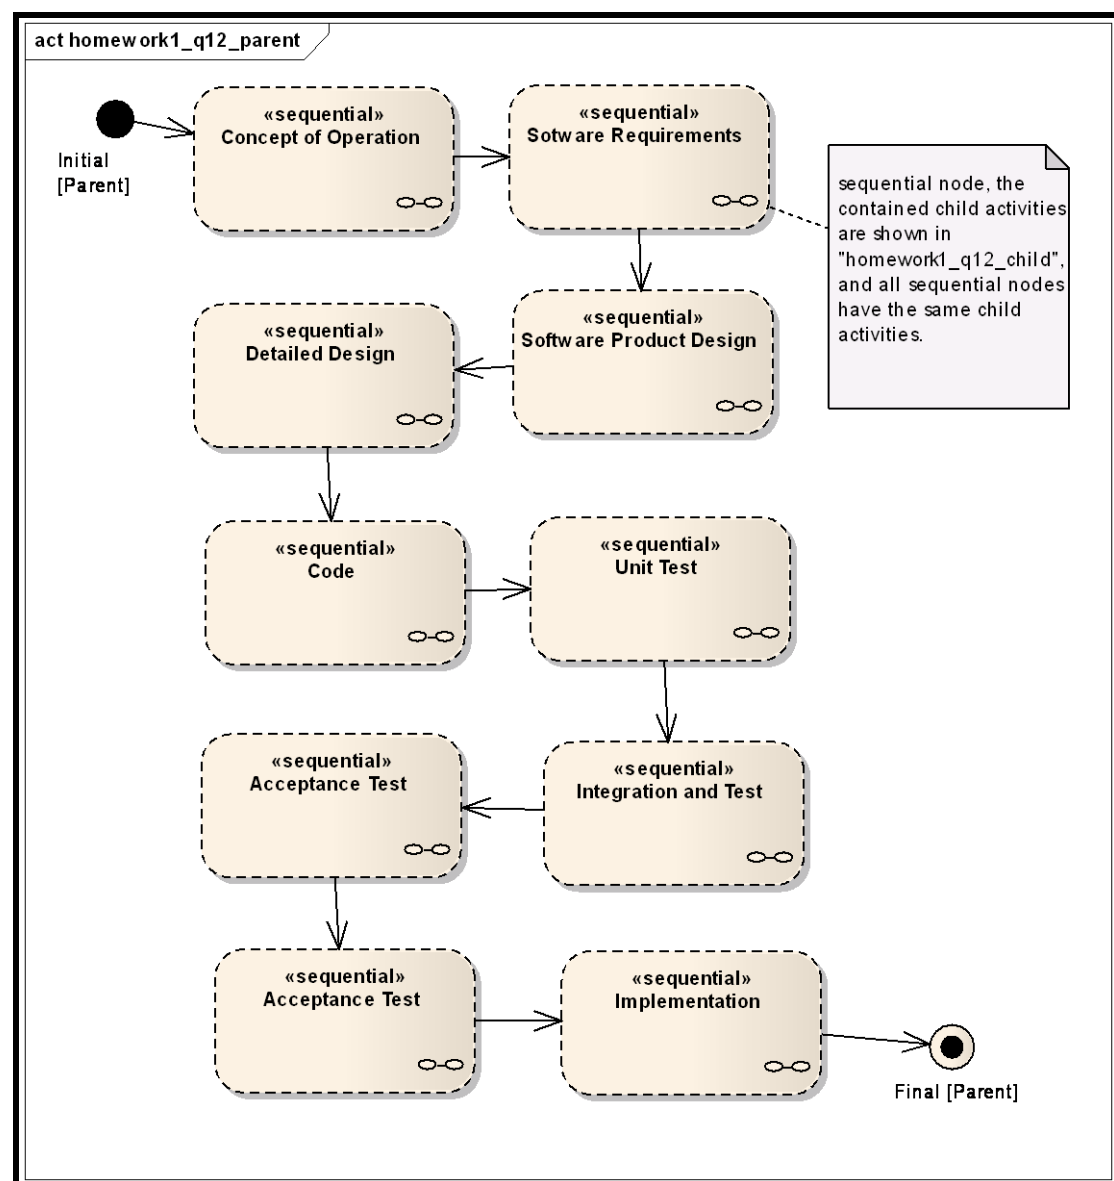 act homework1_q12_parent
Initial
[Parent]
«sequential»
Concept of Operation
«sequential»
Sotware Requirements
sequential node, the
contained child activities
are shown in
"homework1_q12_child",
and all sequential nodes
have the same child
activities.
«sequential»
Software Product Design
«sequential»
Detailed Design
«sequential»
Code
«sequential»
Unit Test
«sequential»
Integration and Test
«sequential»
Acceptance Test
«sequential»
Acceptance Test
«sequential»
Implementation
Final [Parent]